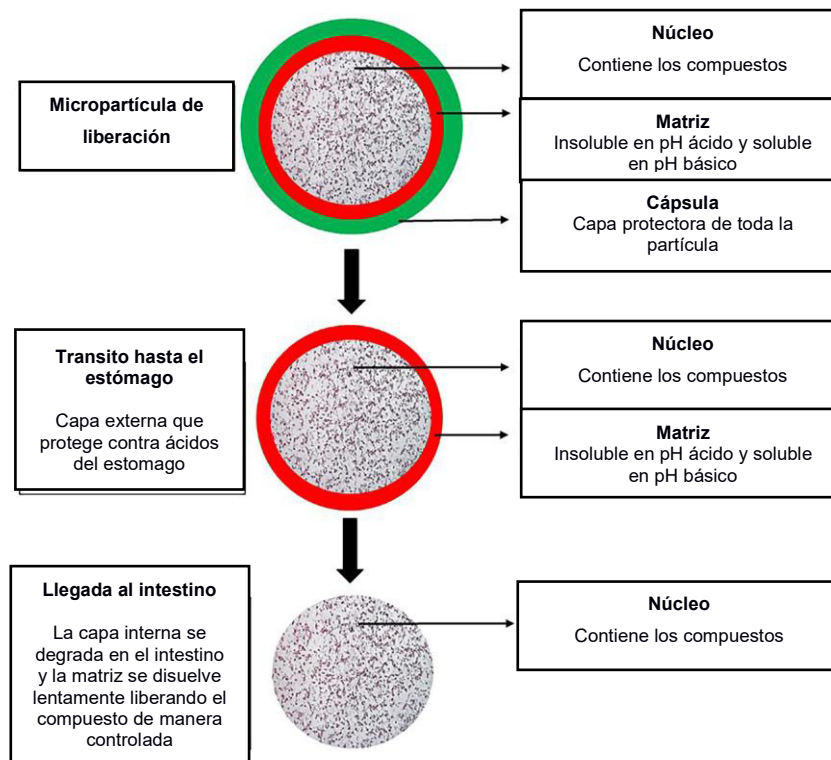 Núcleo
Contiene los compuestos
Micropartícula de
liberación
Matriz
Insoluble en pH ácido y soluble
en pH básico
Cápsula
Capa protectora de toda la
partícula
Transito hasta el
estómago
Capa externa que
protege contra ácidos
del estomago
Núcleo
Contiene los compuestos
Matriz
Insoluble en pH ácido y soluble
en pH básico
Llegada al intestino
La capa interna se
degrada en el intestino
y la matriz se disuelve
lentamente liberando el
compuesto de manera
controlada
Núcleo
Contiene los compuestos